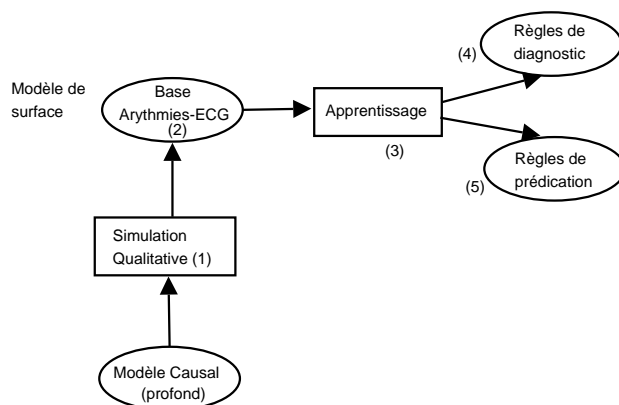 Règles de
diagnostic
(4)
Modèle de
surface
Base
Arythmies-ECG
(2)
Apprentissage
(3)
Règles de
prédication
(5)
Simulation
Qualitative (1)
Modèle Causal
(profond)